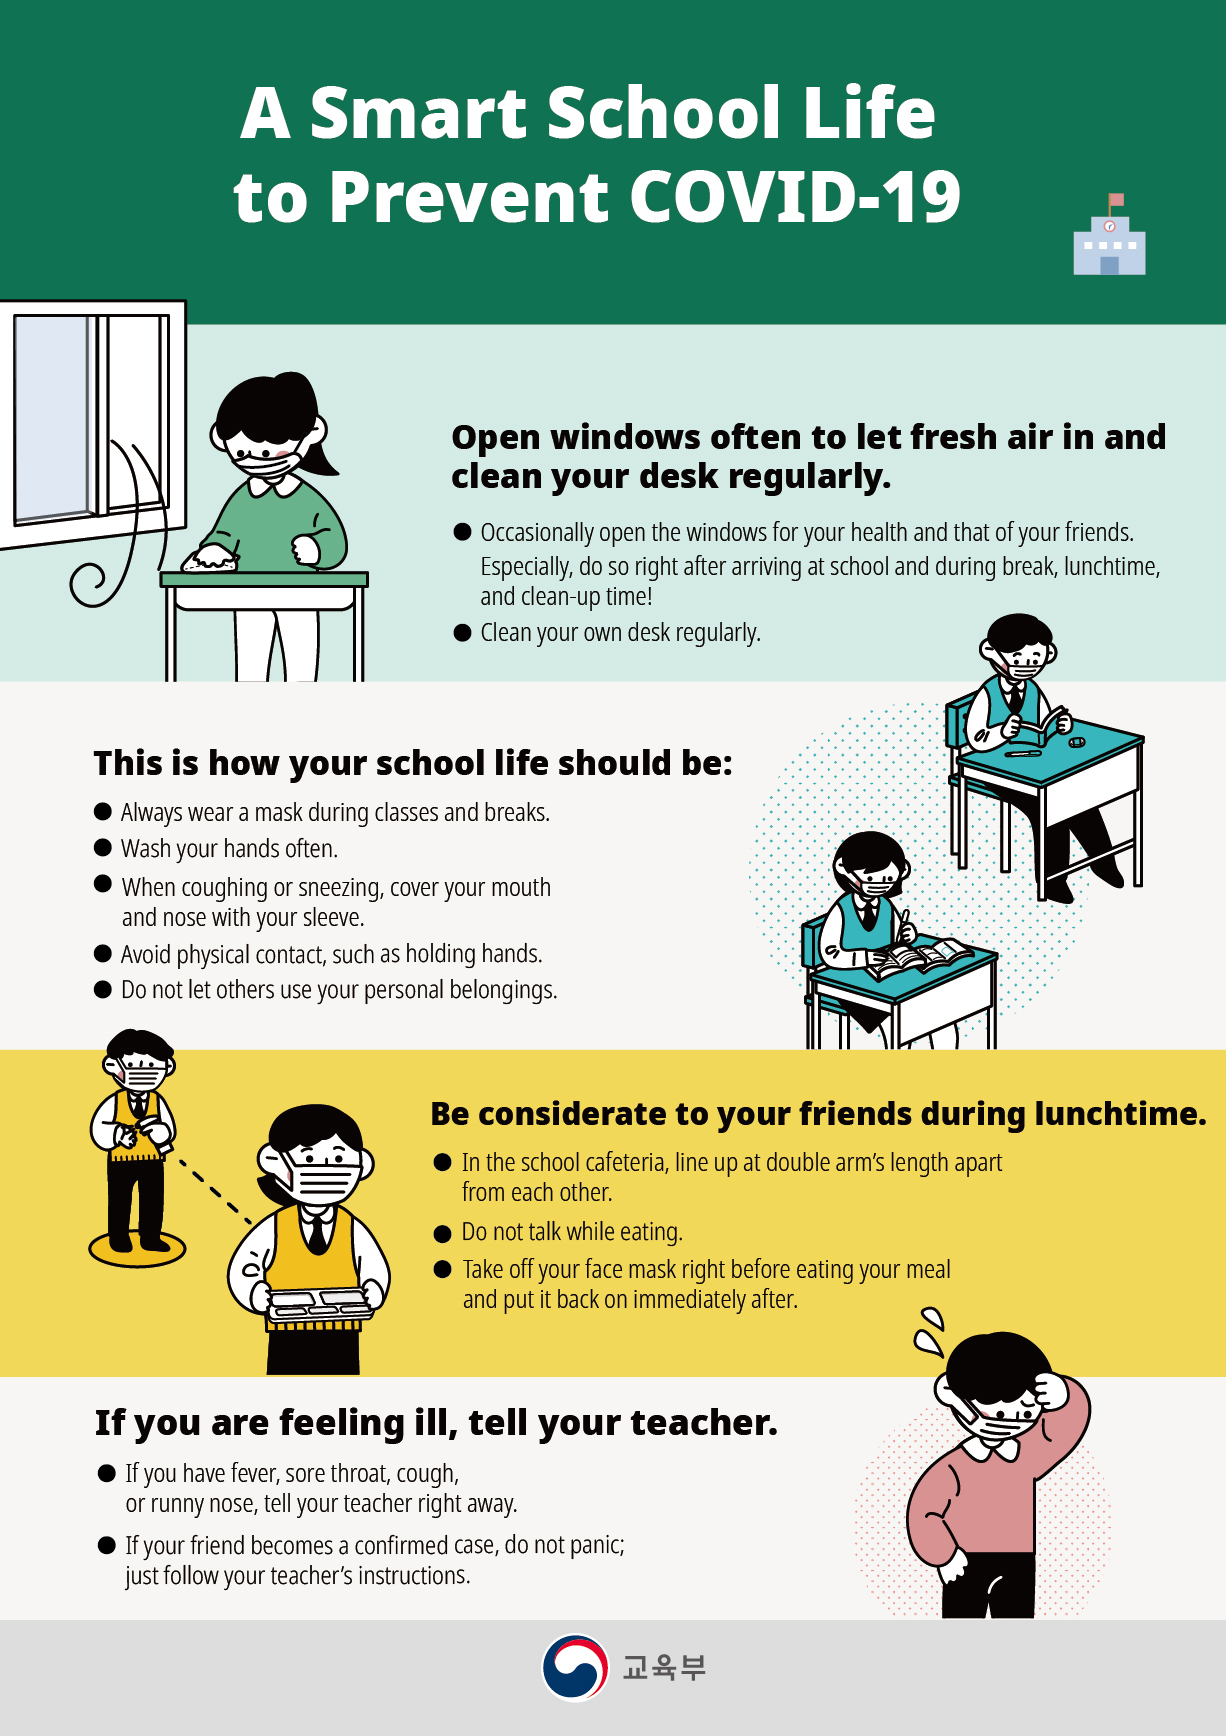 A Smart School Life
to Prevent COVID-19
Open windows often to let fresh air in and
clean your desk regularly.
● Occasionally open the windows for your health and that of your friends.
Especially, do so right after arriving at school and during break, lunchtime,
and clean-up time!
● Clean your own desk regularly.
This is how your school life should be:
● Always wear a mask during classes and breaks.
● Wash your hands often.
● When coughing or sneezing, cover your mouth
and nose with your sleeve.
● Avoid physical contact, such as holding hands.
● Do not let others use your personal belongings.
Be considerate to your friends during lunchtime.
● In the school cafeteria, line up at double arm's length apart
from each other.
● Do not talk while eating.
● Take off your face mask right before eating your meal
and put it back on immediately after.
If you are feeling ill, tell your teacher.
● If you have fever, sore throat, cough,
or runny nose, tell your teacher right away.
● If your friend becomes a confirmed case, do not panic;
just follow your teacher's instructions.
교육부